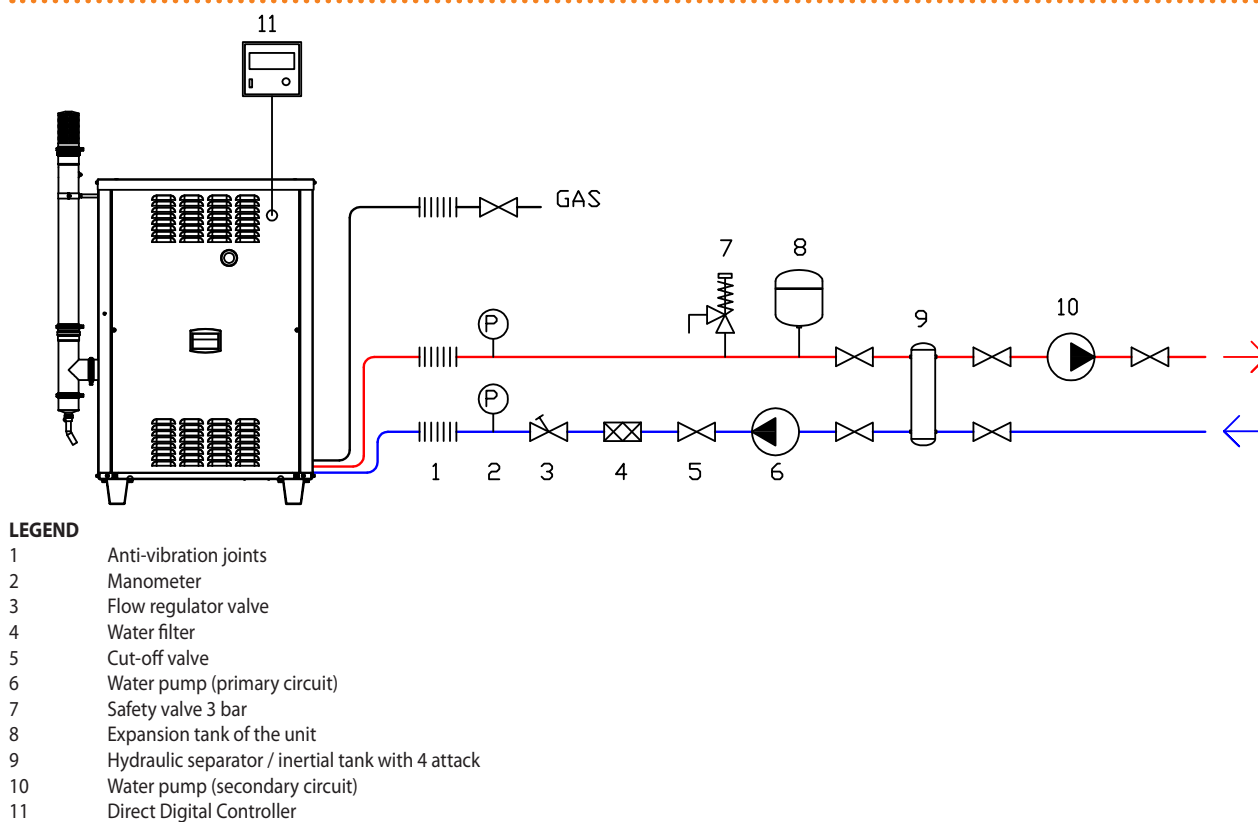 11
GAS
7 8
9
10
P
P
1 2 3 4 5 6
LEGEND
1 Anti-vibration joints
2 Manometer
3 Flow regulator valve
4 Water filter
5 Cut-off valve
6 Water pump (primary circuit)
7 Safety valve 3 bar
8 Expansion tank of the unit
9 Hydraulic separator / inertial tank with 4 attack
10 Water pump (secondary circuit)
11 Direct Digital Controller